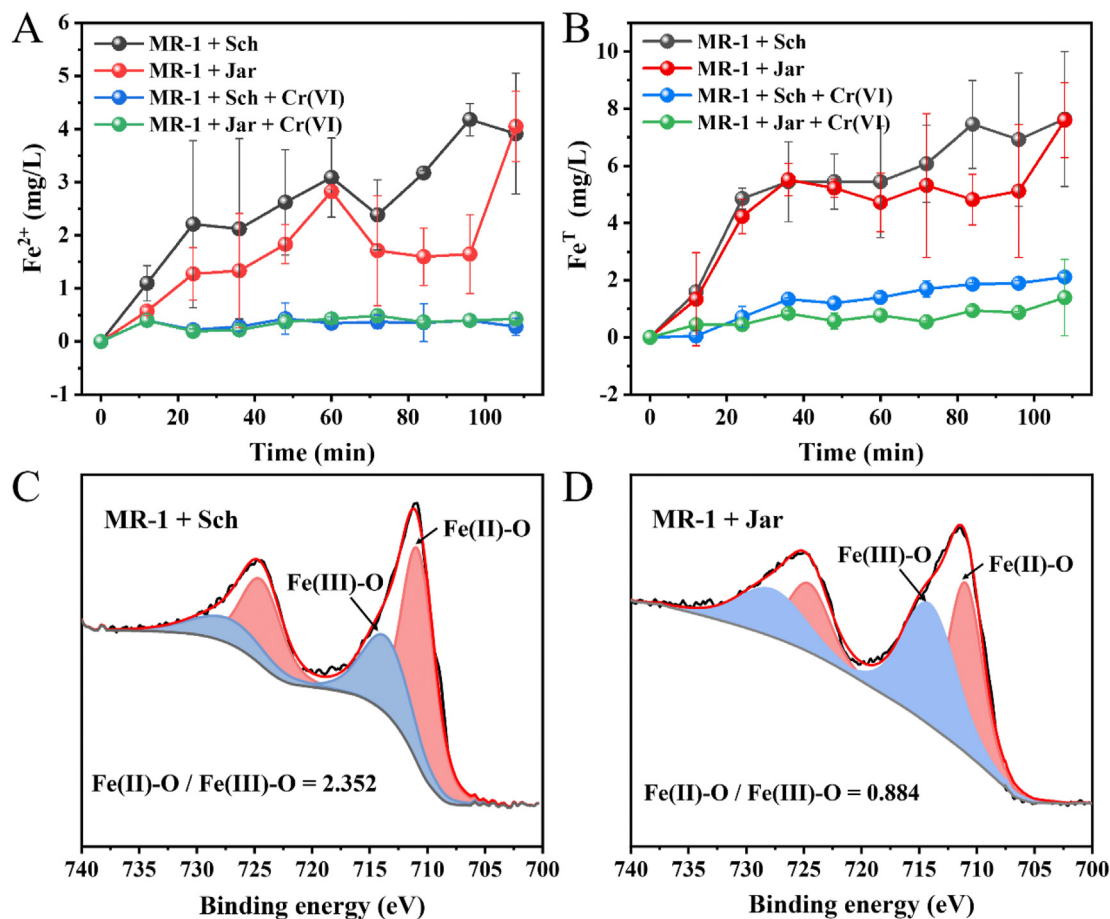 A
MR-1 + Sch
MR-1 + Jar
MR-1 + Sch + Cr(VI)
MR-1 + Jar + Cr(VI)
Fe²⁺ (mg/L)
6
5
4
3
2
1
0
-1
0 20 40 60 80 100
Time (min)
B
MR-1 + Sch
MR-1 + Jar
MR-1 + Sch + Cr(VI)
MR-1 + Jar + Cr(VI)
Feᵀ (mg/L)
10
8
6
4
2
0
-2
0 20 40 60 80 100
Time (min)
C
MR-1 + Sch
Fe(II)-O
Fe(III)-O
Fe(II)-O / Fe(III)-O = 2.352
740 735 730 725 720 715 710 705 700
Binding energy (eV)
D
MR-1 + Jar
Fe(III)-O
Fe(II)-O
Fe(II)-O / Fe(III)-O = 0.884
740 735 730 725 720 715 710 705 700
Binding energy (eV)